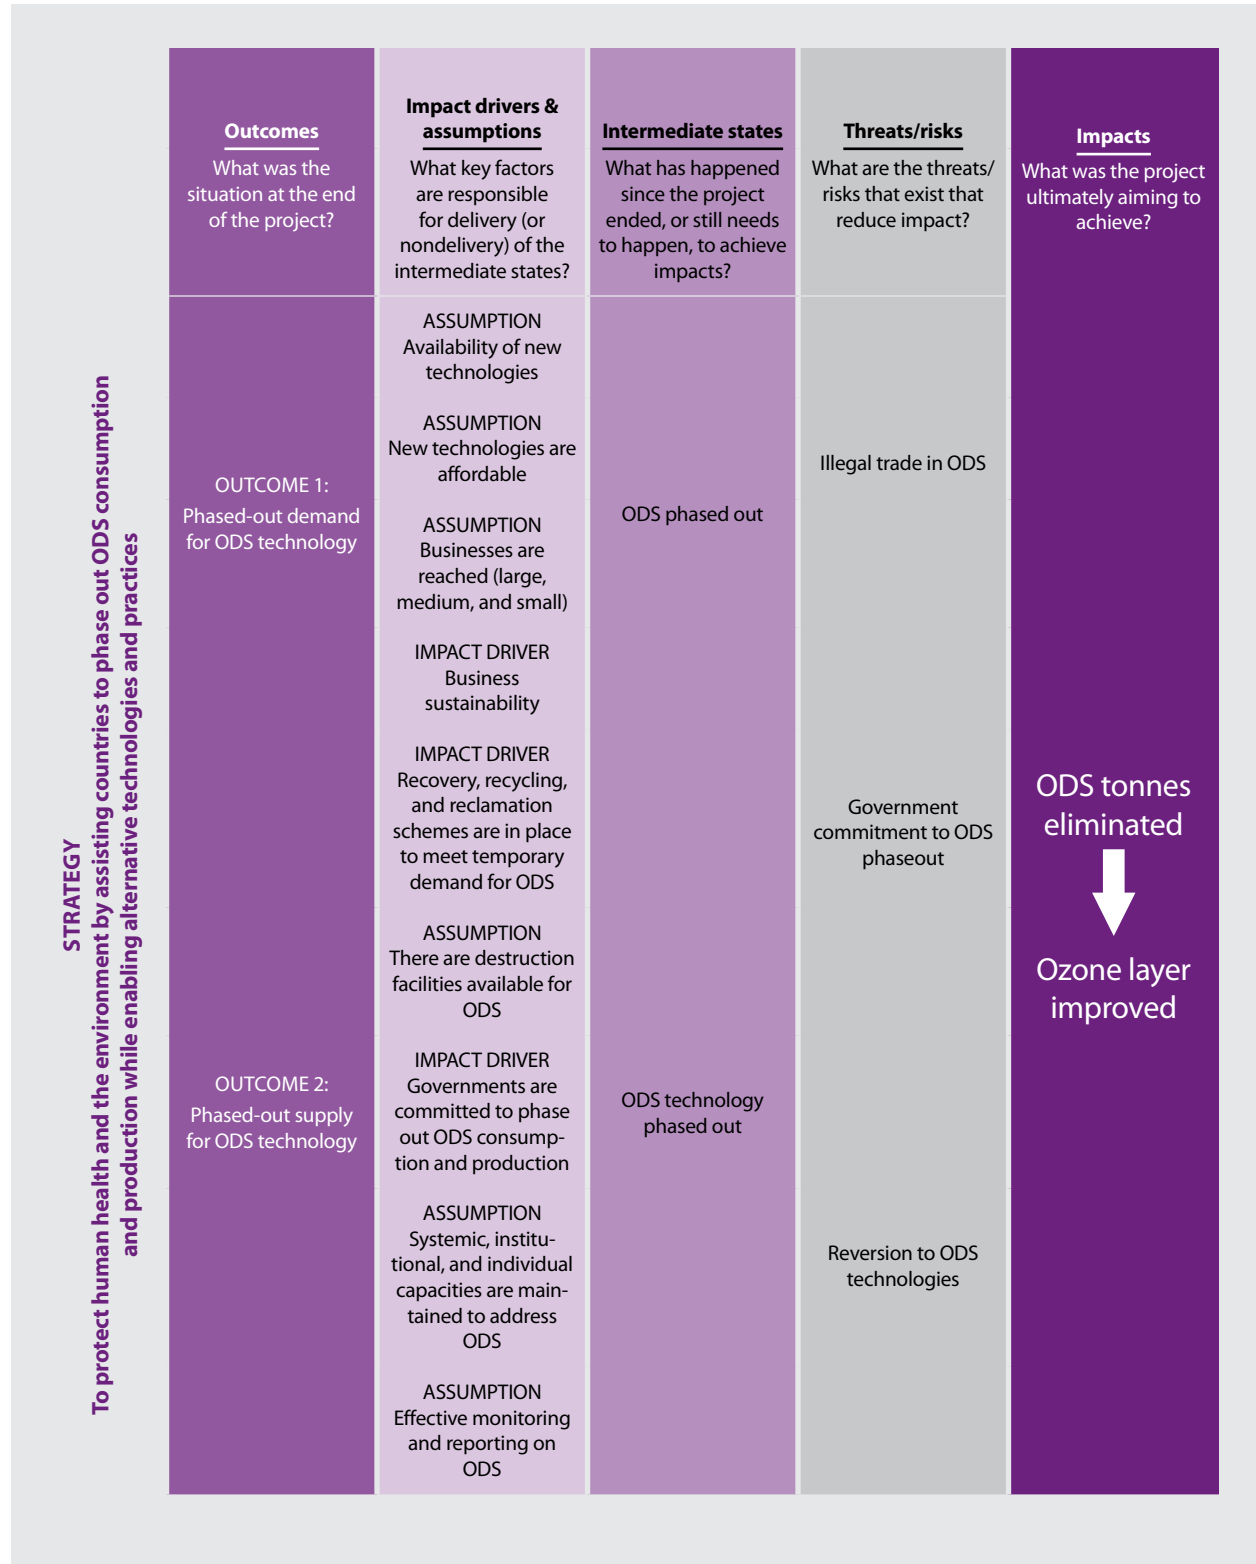 STRATEGY
To protect human health and the environment by assisting countries to phase out ODS consumption
and production while enabling alternative technologies and practices
Outcomes
What was the
situation at the end
of the project?
OUTCOME 1:
Phased-out demand
for ODS technology
OUTCOME 2:
Phased-out supply
for ODS technology
Impact drivers &
assumptions
What key factors
are responsible
for delivery (or
nondelivery) of the
intermediate states?
ASSUMPTION
Availability of new
technologies
ASSUMPTION
New technologies are
affordable
ASSUMPTION
Businesses are
reached (large,
medium, and small)
IMPACT DRIVER
Business
sustainability
IMPACT DRIVER
Recovery, recycling,
and reclamation
schemes are in place
to meet temporary
demand for ODS
ASSUMPTION
There are destruction
facilities available for
ODS
IMPACT DRIVER
Governments are
committed to phase
out ODS consump-
tion and production
ASSUMPTION
Systemic, institu-
tional, and individual
capacities are main-
tained to address
ODS
ASSUMPTION
Effective monitoring
and reporting on
ODS
Intermediate states
What has happened
since the project
ended, or still needs
to happen, to achieve
impacts?
ODS phased out
ODS technology
phased out
Threats/risks
What are the threats/
risks that exist that
reduce impact?
Illegal trade in ODS
Government
commitment to ODS
phaseout
Reversion to ODS
technologies
Impacts
What was the project
ultimately aiming to
achieve?
ODS tonnes
eliminated
Ozone layer
improved